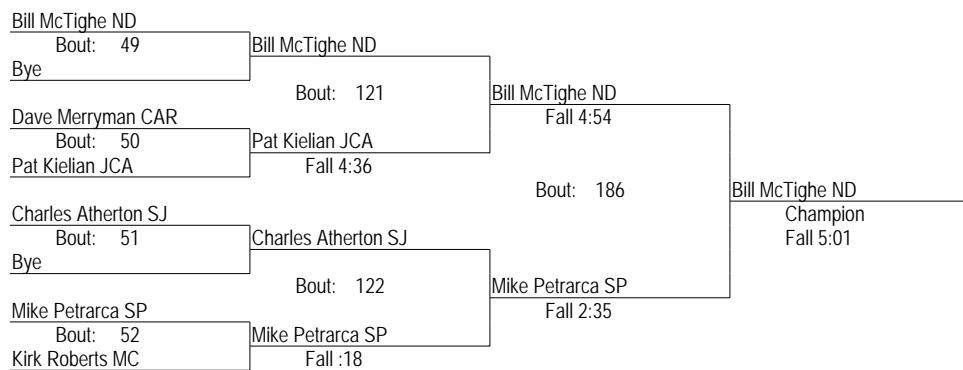 Bill McTighe ND
Bout: 49
Bye
Bill McTighe ND
Bout: 121
Dave Merryman CAR
Bout: 50
Pat Kielian JCA
Pat Kielian JCA
Fall 4:36
Bill McTighe ND
Fall 4:54
Bout: 186
Charles Atherton SJ
Bout: 51
Bye
Charles Atherton SJ
Bout: 122
Mike Petrarca SP
Bout: 52
Kirk Roberts MC
Mike Petrarca SP
Fall :18
Mike Petrarca SP
Fall 2:35
Bill McTighe ND
Champion
Fall 5:01